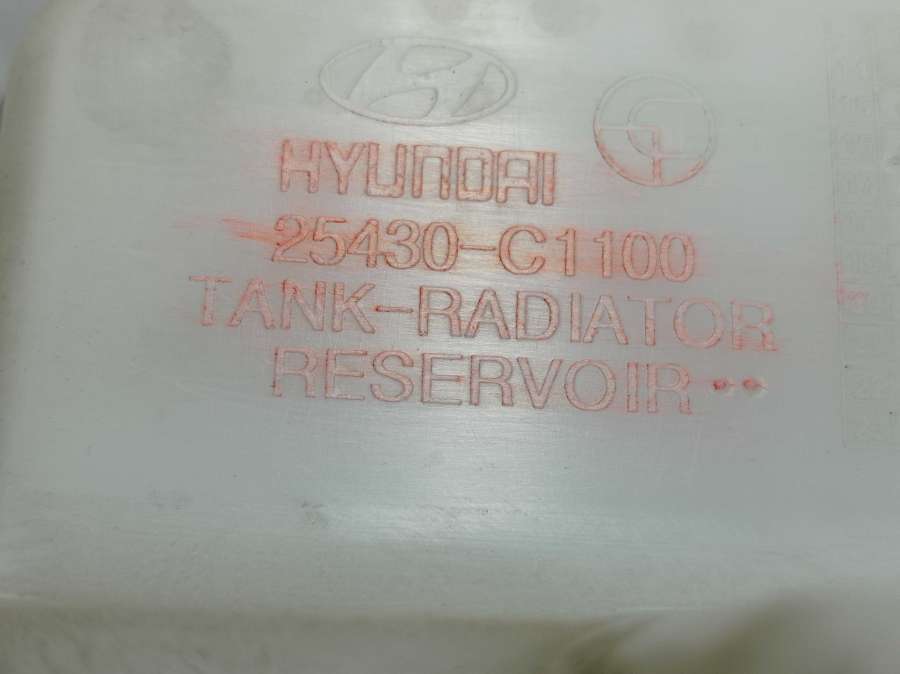 HYUNDAI
25430-C1100
TANK-RADIATOR
RESERVOIR